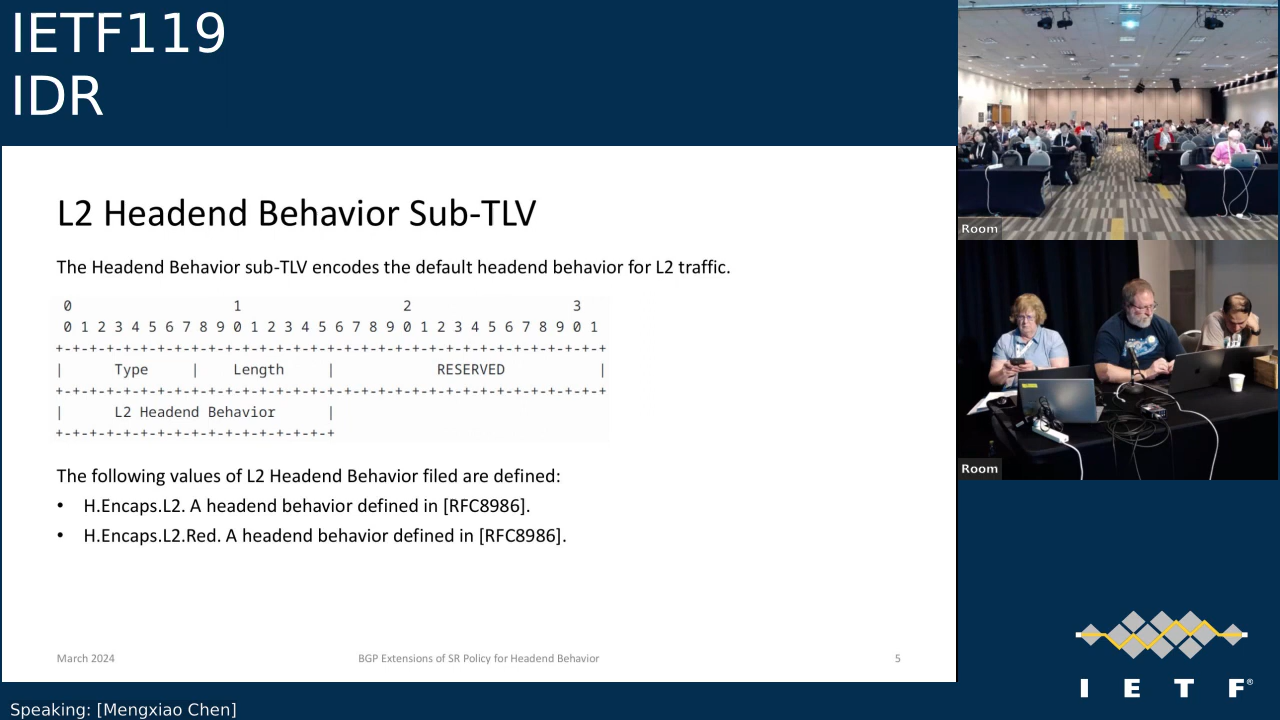 IETF119
IDR
L2 Headend Behavior Sub-TLV
The Headend Behavior sub-TLV encodes the default headend behavior for L2 traffic.
0 1 2 3
0 1 2 3 4 5 6 7 8 9 0 1 2 3 4 5 6 7 8 9 0 1 2 3 4 5 6 7 8 9 0 1
+-+-+-+-+-+-+-+-+-+-+-+-+-+-+-+-+-+-+-+-+-+-+-+-+-+-+-+-+-+-+-+-+
| Type | Length | RESERVED |
+-+-+-+-+-+-+-+-+-+-+-+-+-+-+-+-+-+-+-+-+-+-+-+-+-+-+-+-+-+-+-+-+
| L2 Headend Behavior |
+-+-+-+-+-+-+-+-+-+-+-+-+-+-+-+-+
The following values of L2 Headend Behavior filed are defined:
• H.Encaps.L2. A headend behavior defined in [RFC8986].
• H.Encaps.L2.Red. A headend behavior defined in [RFC8986].
March 2024 BGP Extensions of SR Policy for Headend Behavior 5
Speaking: [Mengxiao Chen]
Room
Room
I E T F®